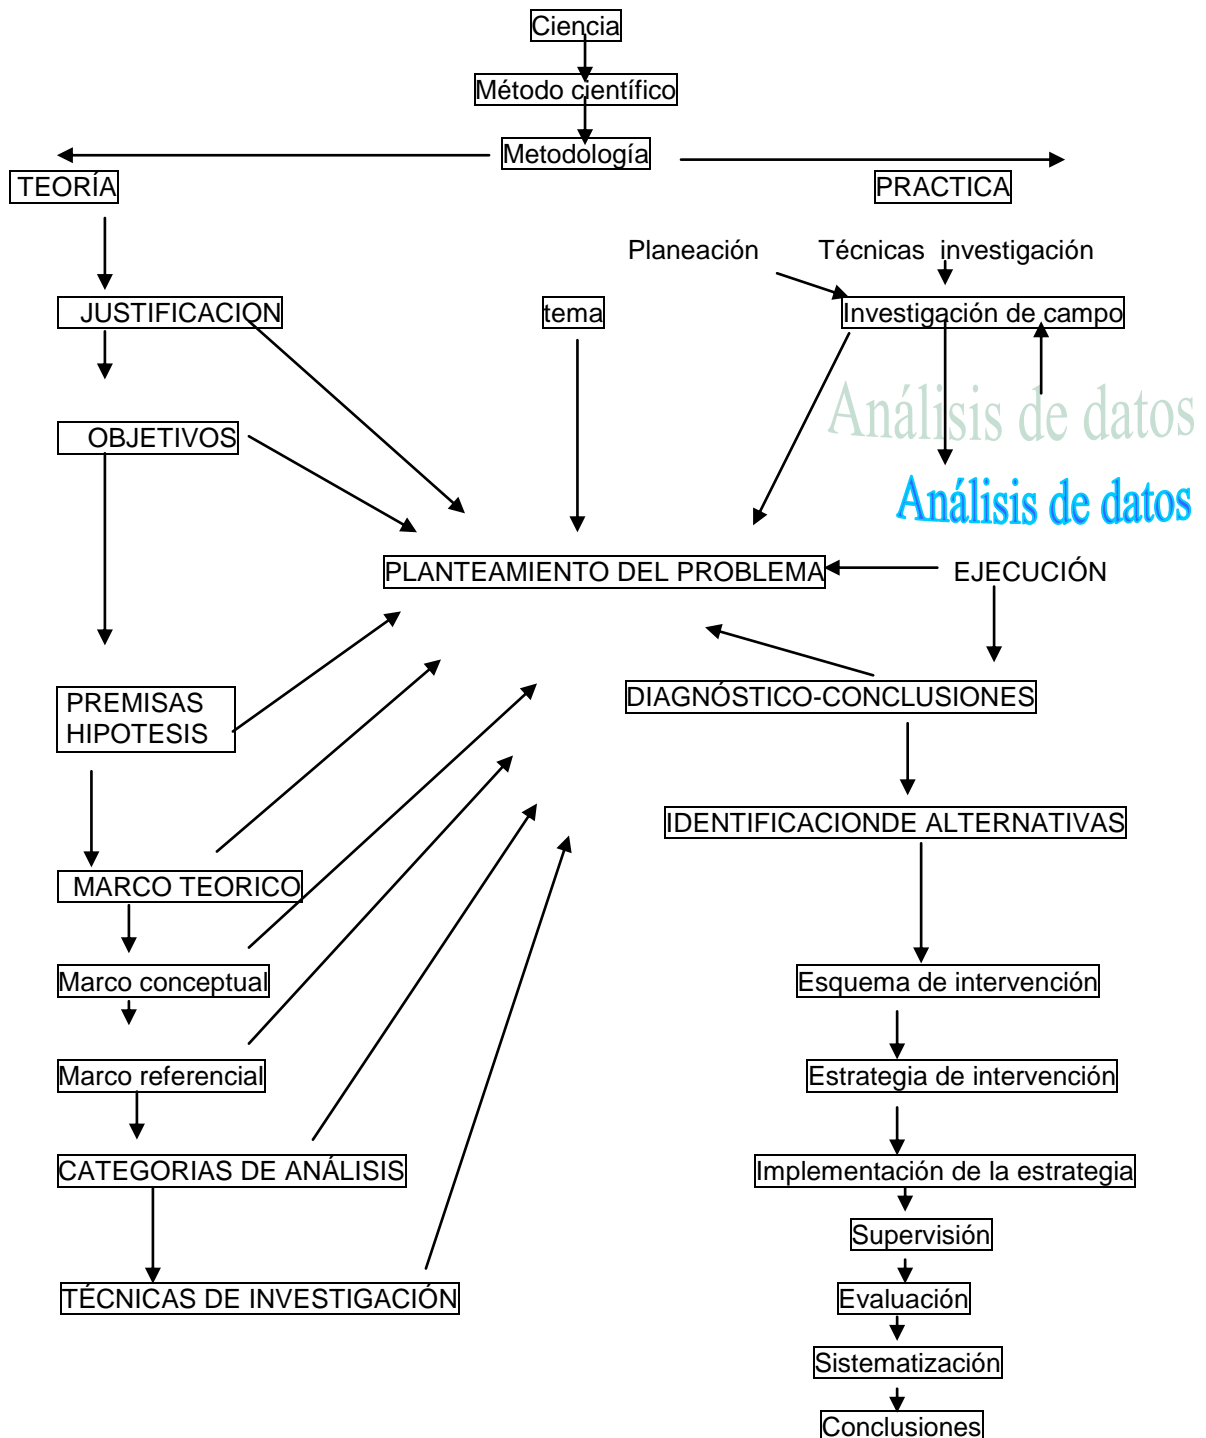 Ciencia
Método científico
Metodología
TEORÍA
PRACTICA
Planeación
Técnicas investigación
JUSTIFICACION
tema
Investigación de campo
Análisis de datos
OBJETIVOS
Análisis de datos
PLANTEAMIENTO DEL PROBLEMA
EJECUCIÓN
PREMISAS
HIPOTESIS
DIAGNÓSTICO-CONCLUSIONES
IDENTIFICACIONDE ALTERNATIVAS
MARCO TEORICO
Marco conceptual
Esquema de intervención
Marco referencial
Estrategia de intervención
CATEGORIAS DE ANÁLISIS
Implementación de la estrategia
Supervisión
TÉCNICAS DE INVESTIGACIÓN
Evaluación
Sistematización
Conclusiones